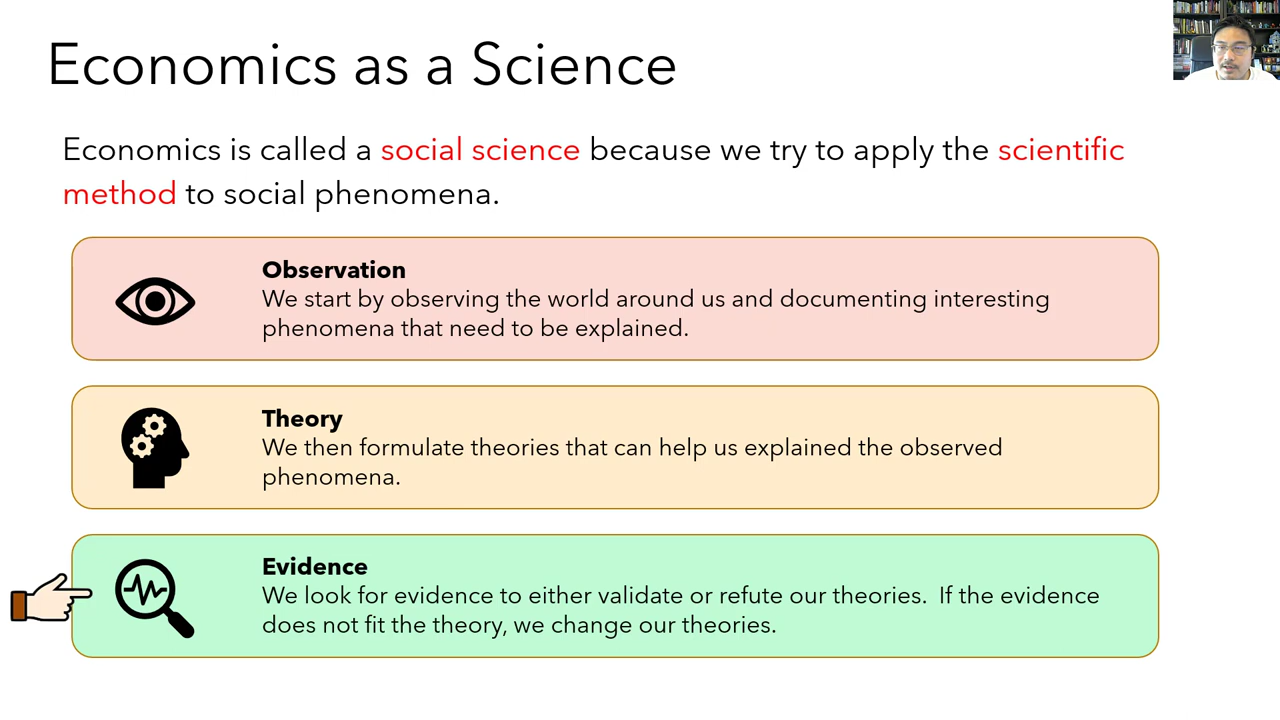 Economics as a Science
Economics is called a social science because we try to apply the scientific
method to social phenomena.
Observation
We start by observing the world around us and documenting interesting
phenomena that need to be explained.
Theory
We then formulate theories that can help us explained the observed
phenomena.
Evidence
We look for evidence to either validate or refute our theories.  If the evidence
does not fit the theory, we change our theories.